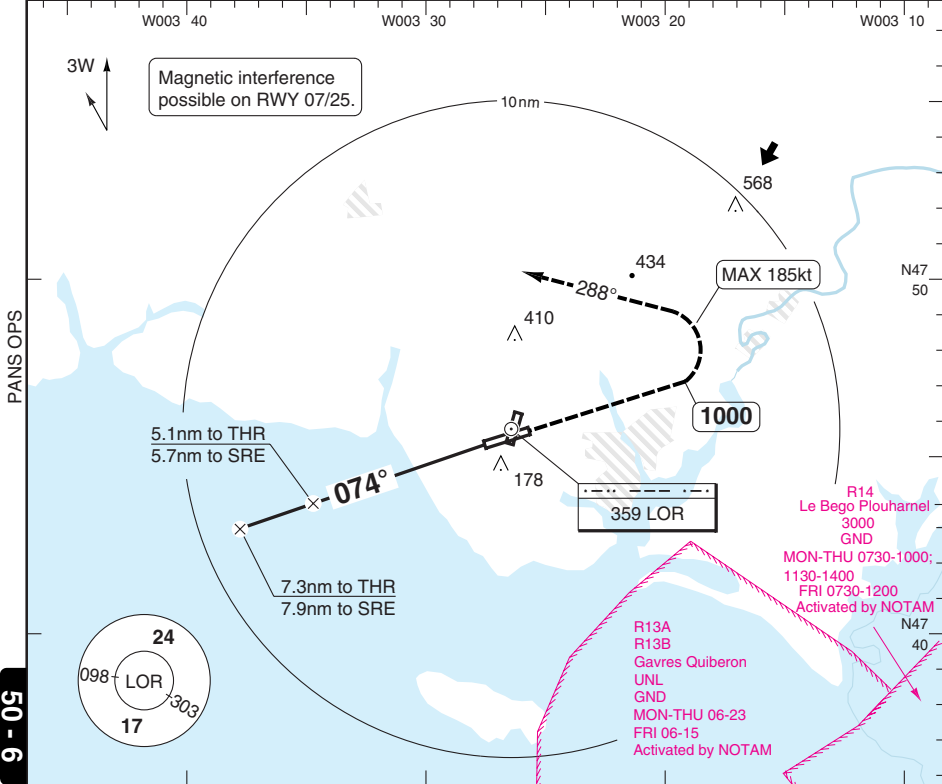 W003 40
W003 30
W003 20
W003 10
3W
Magnetic interference
possible on RWY 07/25.
10nm
568
434
N47
50
MAX 185kt
288°
410
PANS OPS
1000
5.1nm to THR
5.7nm to SRE
074°
178
359 LOR
R14
Le Bego Plouharnel
3000
GND
MON-THU 0730-1000;
1130-1400
FRI 0730-1200
Activated by NOTAM
7.3nm to THR
7.9nm to SRE
N47
40
R13A
R13B
Gavres Quiberon
UNL
GND
MON-THU 06-23
FRI 06-15
Activated by NOTAM
24
098
LOR
303
17
50 - 6